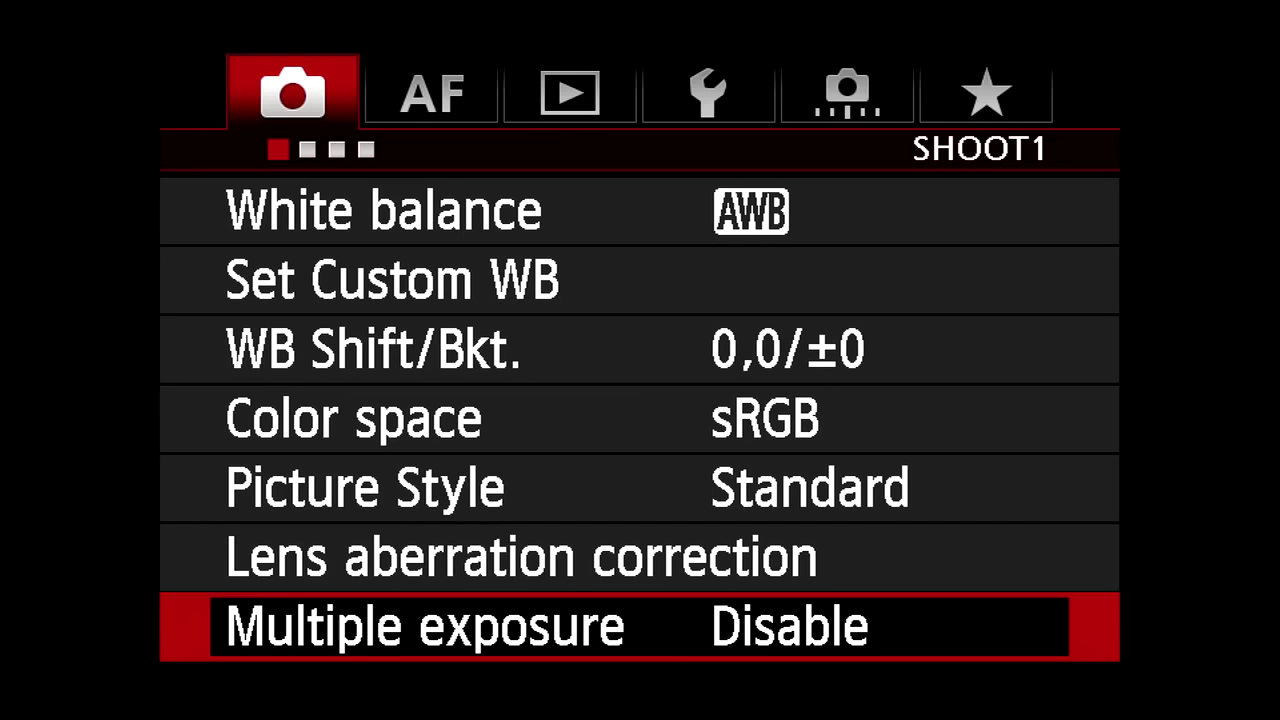 AF
SHOOT1
White balance AWB
Set Custom WB
WB Shift/Bkt. 0,0/±0
Color space sRGB
Picture Style Standard
Lens aberration correction
Multiple exposure Disable